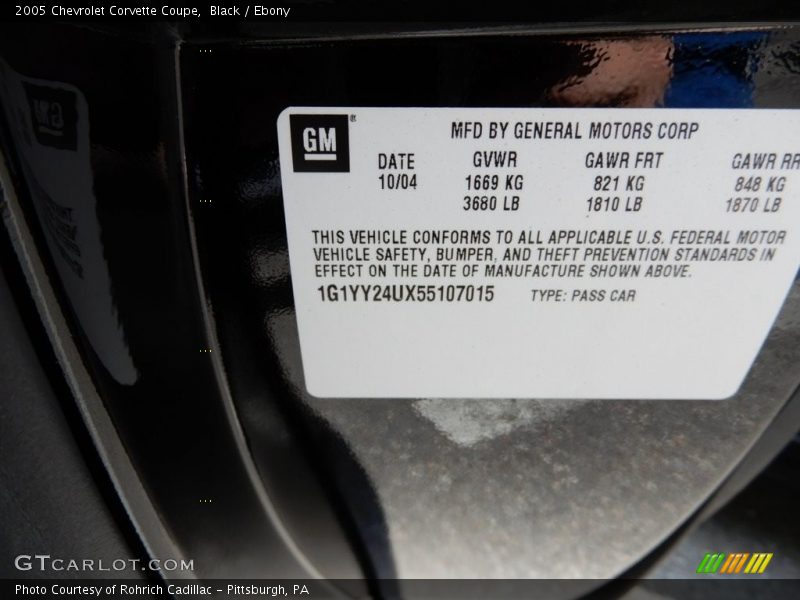 2005 Chevrolet Corvette Coupe, Black / Ebony
GM ®
MFD BY GENERAL MOTORS CORP
DATE GVWR GAWR FRT GAWR RR
10/04 1669 KG 821 KG 848 KG
3680 LB 1810 LB 1870 LB
THIS VEHICLE CONFORMS TO ALL APPLICABLE U.S. FEDERAL MOTOR
VEHICLE SAFETY, BUMPER, AND THEFT PREVENTION STANDARDS IN
EFFECT ON THE DATE OF MANUFACTURE SHOWN ABOVE.
1G1YY24UX55107015 TYPE: PASS CAR
GTCARLOT.COM
Photo Courtesy of Rohrich Cadillac - Pittsburgh, PA